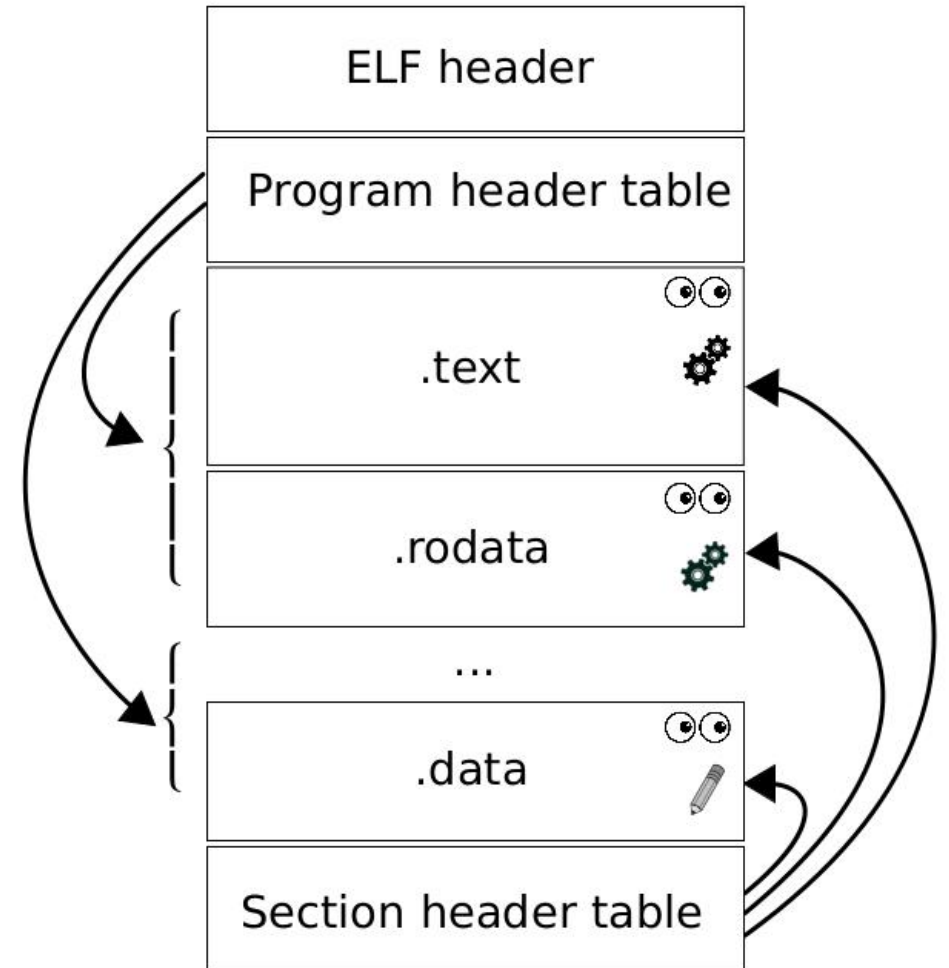 ELF header
Program header table
.text
.rodata
...
.data
Section header table